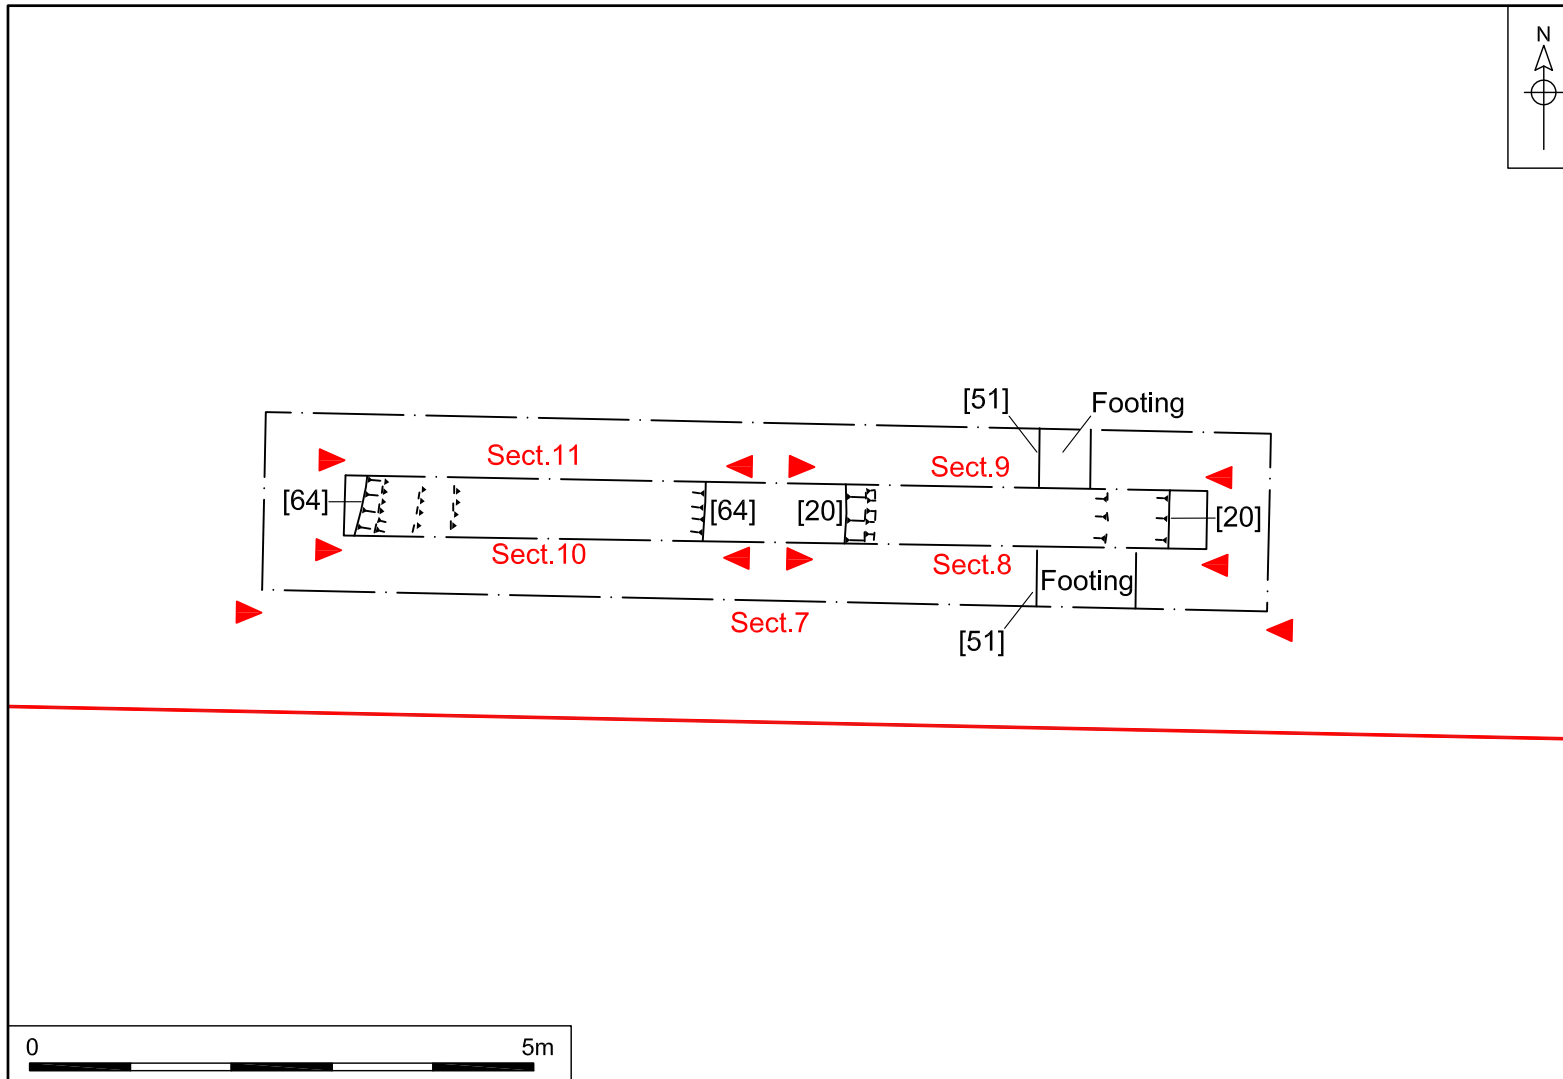 N
[51]
Footing
Sect.11
Sect.9
[64]
[64]
[20]
[20]
Sect.10
Sect.8
Footing
Sect.7
[51]
0
5m